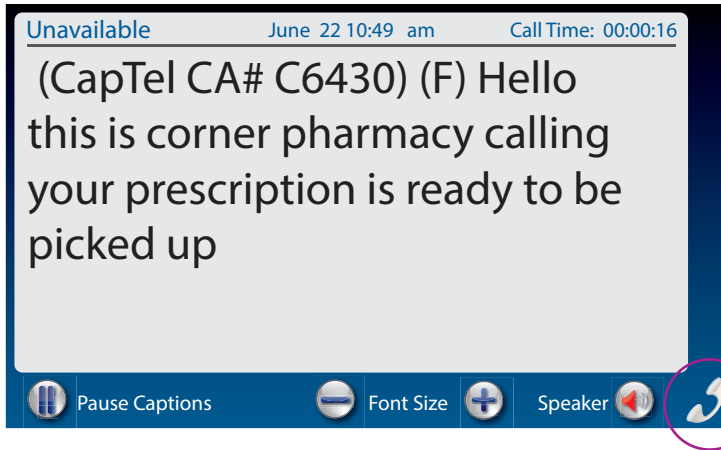 Unavailable June 22 10:49 am Call Time: 00:00:16
(CapTel CA# C6430) (F) Hello
this is corner pharmacy calling
your prescription is ready to be
picked up
Pause Captions Font Size Speaker